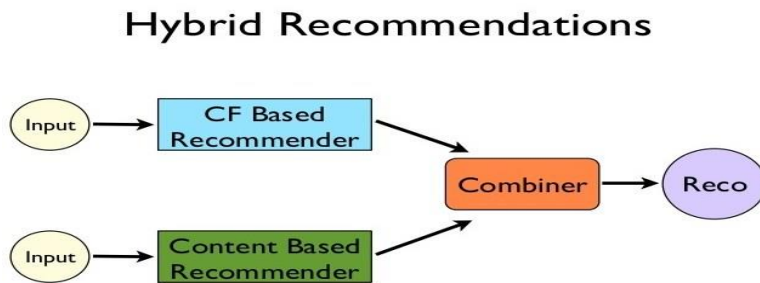 Hybrid Recommendations
Input
CF Based
Recommender
Combiner
Reco
Input
Content Based
Recommender